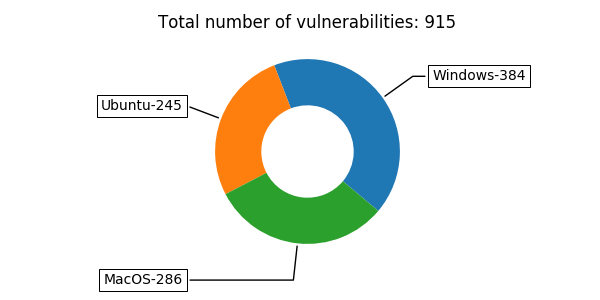 Total number of vulnerabilities: 915
Windows-384
Ubuntu-245
MacOS-286